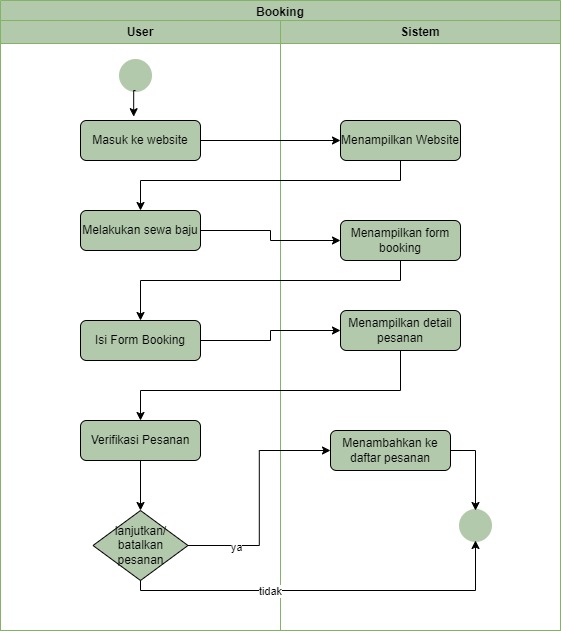 Booking
User
Sistem
Masuk ke website
Menampilkan Website
Melakukan sewa baju
Menampilkan form
booking
Isi Form Booking
Menampilkan detail
pesanan
Verifikasi Pesanan
Menambahkan ke
daftar pesanan
lanjutkan/
batalkan
pesanan
ya
tidak